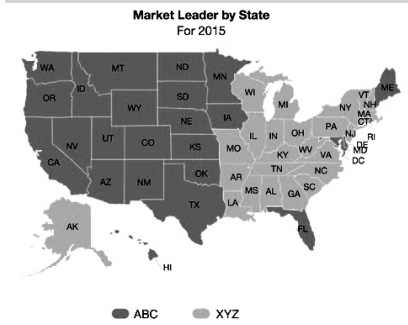 Market Leader by State
For 2015
WA
MT
ND
MN
ME
OR
ID
SD
WI
VT
NH
WY
MI
NY
MA
CT
RI
NE
IA
PA
NJ
NV
UT
CO
IL
IN
OH
DE
MD
DC
CA
KS
MO
KY
WV
VA
AZ
NM
OK
AR
TN
NC
TX
LA
MS
AL
GA
SC
AK
FL
HI
ABC
XYZ